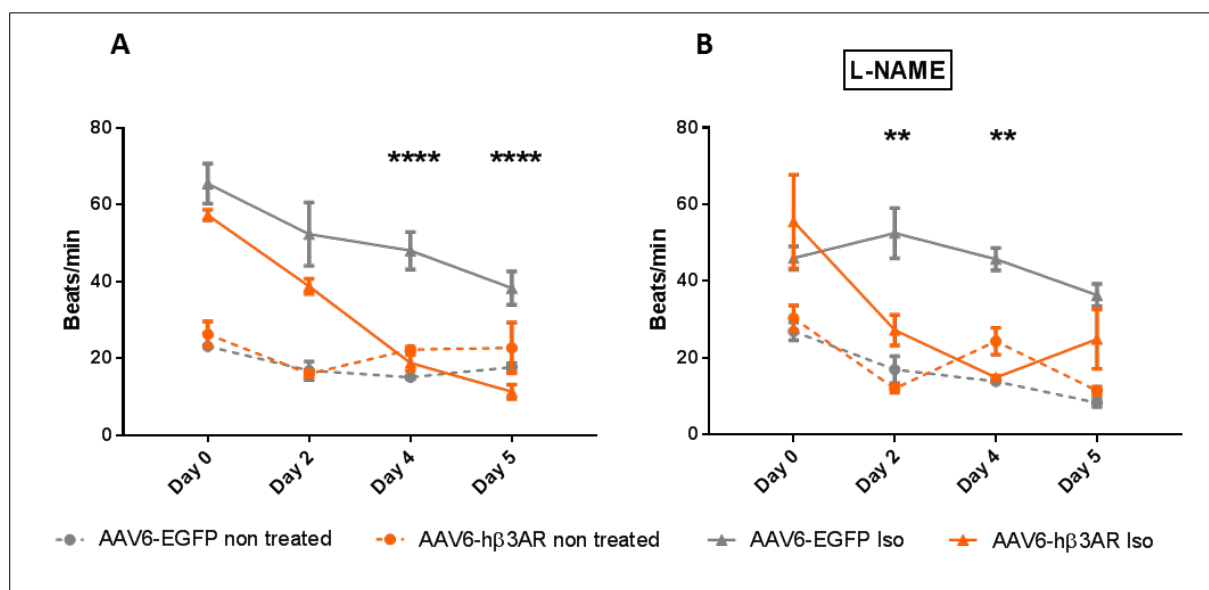 A
80
60
40
20
0
Beats/min
****
****
Day 0
Day 2
Day 4
Day 5
B
L-NAME
80
60
40
20
0
Beats/min
**
**
Day 0
Day 2
Day 4
Day 5
AAV6-EGFP non treated
AAV6-hβ3AR non treated
AAV6-EGFP Iso
AAV6-hβ3AR Iso